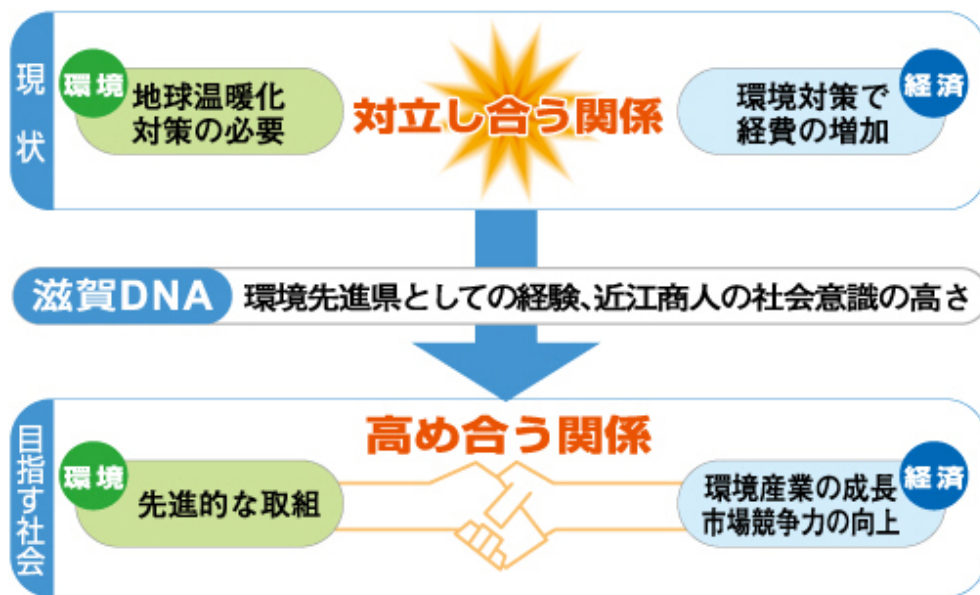 現状
環境
地球温暖化
対策の必要
対立し合う関係
経済
環境対策で
経費の増加
滋賀DNA
環境先進県としての経験、近江商人の社会意識の高さ
目指す社会
高め合う関係
環境
先進的な取組
経済
環境産業の成長
市場競争力の向上